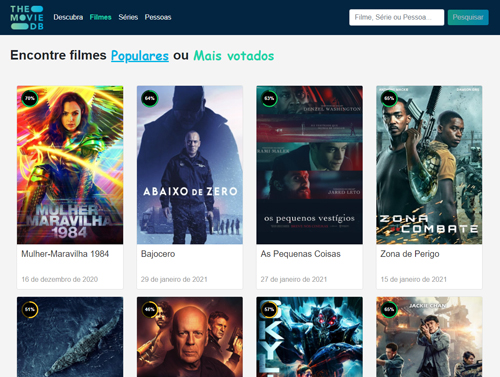 THE
MOVIE
DB
Descubra Filmes Séries Pessoas
Filme, Série ou Pessoa... Pesquisar
Encontre filmes Populares ou Mais votados
70% 64% 63% 65%
MULHER-
MARAVILHA
1984
ABAIXO DE ZERO
DENZEL WASHINGTON
RAMI MALEK
JARED LETO
os pequenos vestígios
ZONA
DE COMBATE
Mulher-Maravilha 1984 Bajocero As Pequenas Coisas Zona de Perigo
16 de dezembro de 2020 29 de janeiro de 2021 27 de janeiro de 2021 15 de janeiro de 2021
51% 46% 57% 65%
JACKIE CHAN